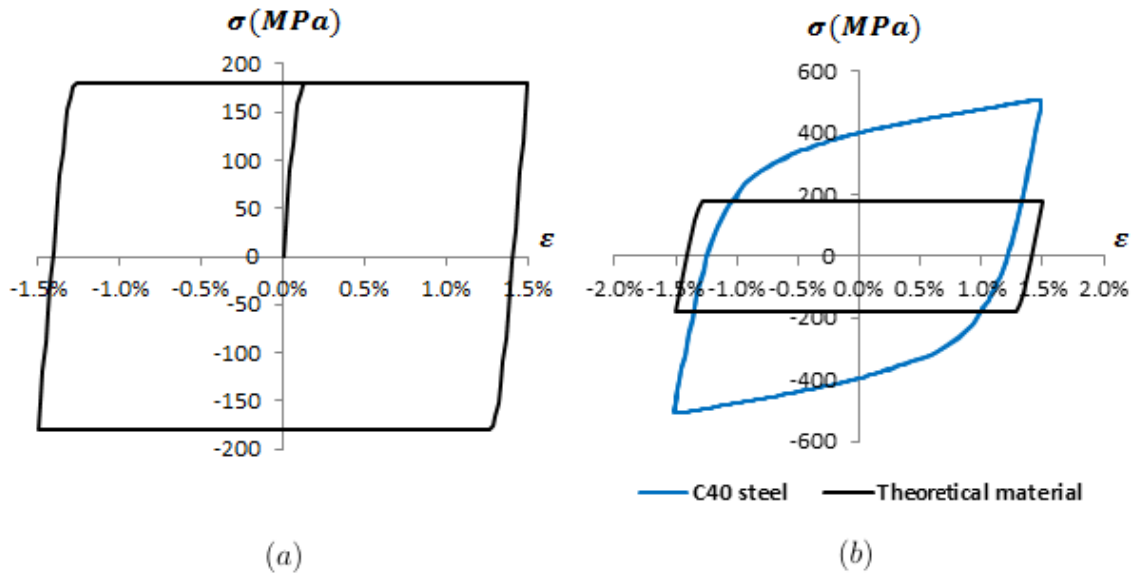 σ(MPa)
200
150
100
50
0
-50
-100
-150
-200
-1.5% -1.0% -0.5% 0.0% 0.5% 1.0% 1.5%
ε
(a)
σ(MPa)
600
400
200
0
-200
-400
-600
-2.0% -1.5% -1.0% -0.5% 0.0% 0.5% 1.0% 1.5% 2.0%
ε
C40 steel Theoretical material
(b)